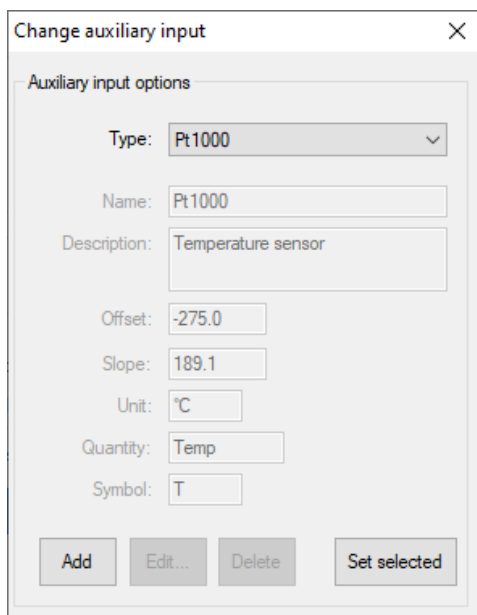 Change auxiliary input
Auxiliary input options
Type: Pt1000
Name: Pt1000
Description: Temperature sensor
Offset: -275.0
Slope: 189.1
Unit: °C
Quantity: Temp
Symbol: T
Add Edit... Delete Set selected